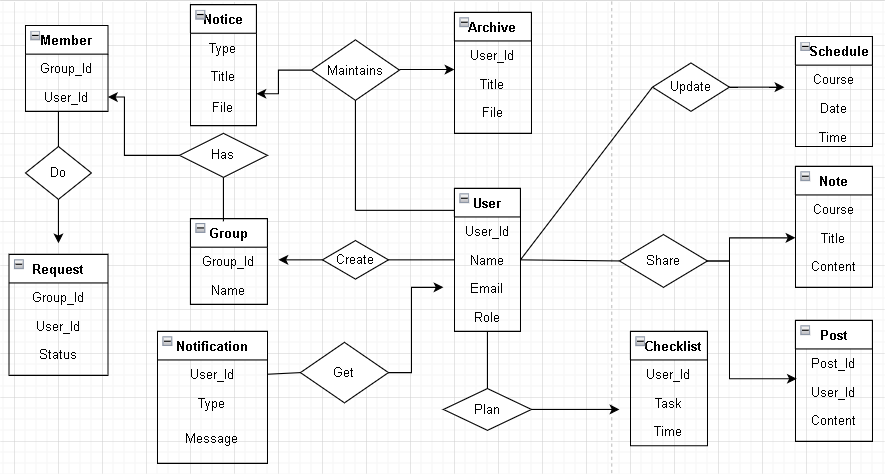 Member
Group_Id
User_Id
Notice
Type
Title
File
Maintains
Archive
User_Id
Title
File
Update
Schedule
Course
Date
Time
Do
Has
Request
Group_Id
User_Id
Status
Group
Group_Id
Name
Create
User
User_Id
Name
Email
Role
Share
Note
Course
Title
Content
Notification
User_Id
Type
Message
Get
Plan
Checklist
User_Id
Task
Time
Post
Post_Id
User_Id
Content